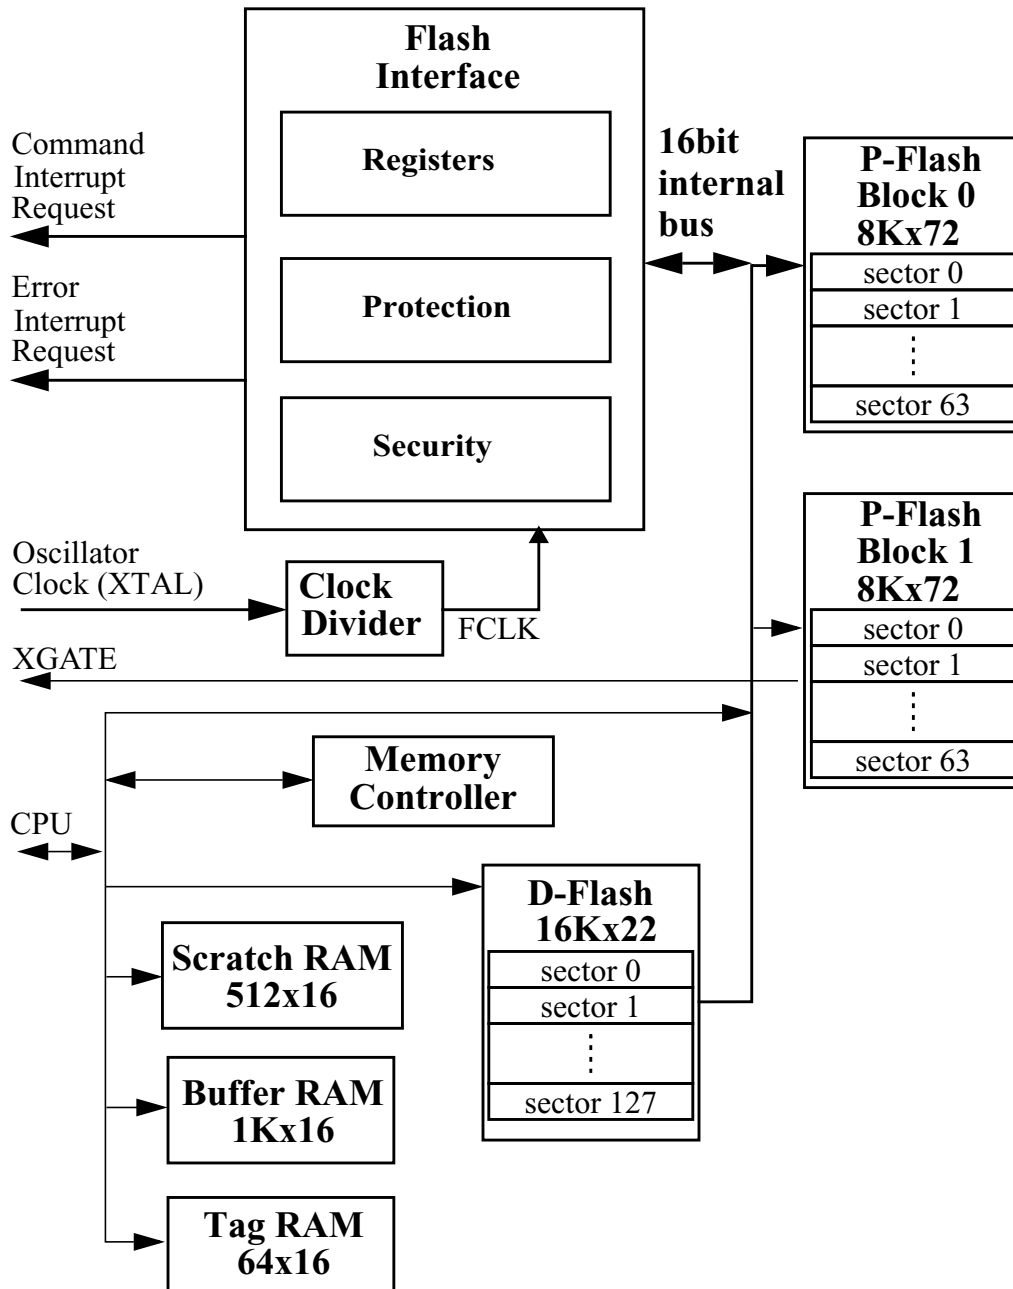 Flash
Interface
Registers
Protection
Security
Command
Interrupt
Request
Error
Interrupt
Request
16bit
internal
bus
P-Flash
Block 0
8Kx72
sector 0
sector 1
sector 63
P-Flash
Block 1
8Kx72
sector 0
sector 1
sector 63
Oscillator
Clock (XTAL)
Clock
Divider
FCLK
XGATE
Memory
Controller
CPU
D-Flash
16Kx22
sector 0
sector 1
sector 127
Scratch RAM
512x16
Buffer RAM
1Kx16
Tag RAM
64x16